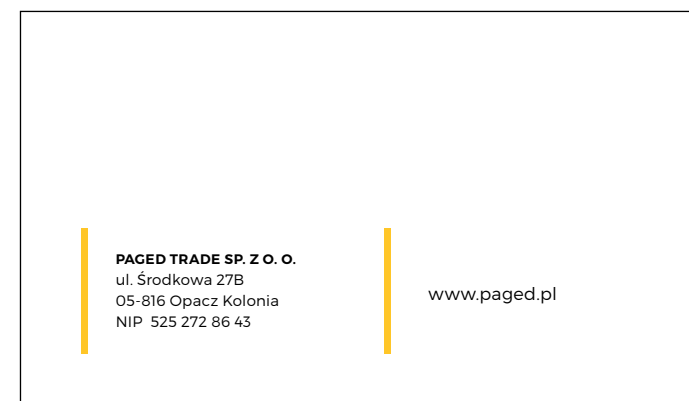 PAGED TRADE SP. Z O. O.
ul. Środkowa 27B
05-816 Opacz Kolonia
NIP 525 272 86 43
www.paged.pl